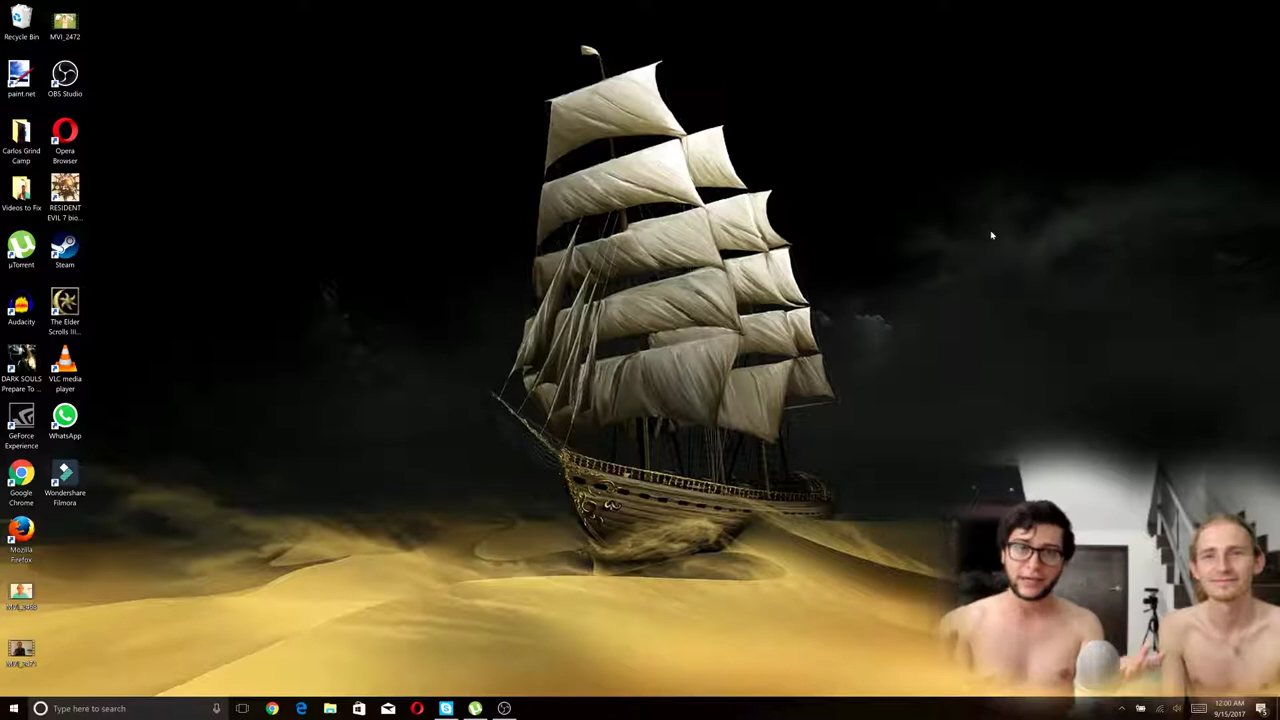 Recycle Bin
MVI_2472
paint.net
OBS Studio
Carlos Grind
Camp
Opera
Browser
Videos to Fix
RESIDENT
EVIL 7 bio...
µTorrent
Steam
Audacity
The Elder
Scrolls III...
DARK SOULS
Prepare To ...
VLC media
player
GeForce
Experience
WhatsApp
Google
Chrome
Wondershare
Filmora
Mozilla
Firefox
Type here to search
12:00 AM
9/15/2017